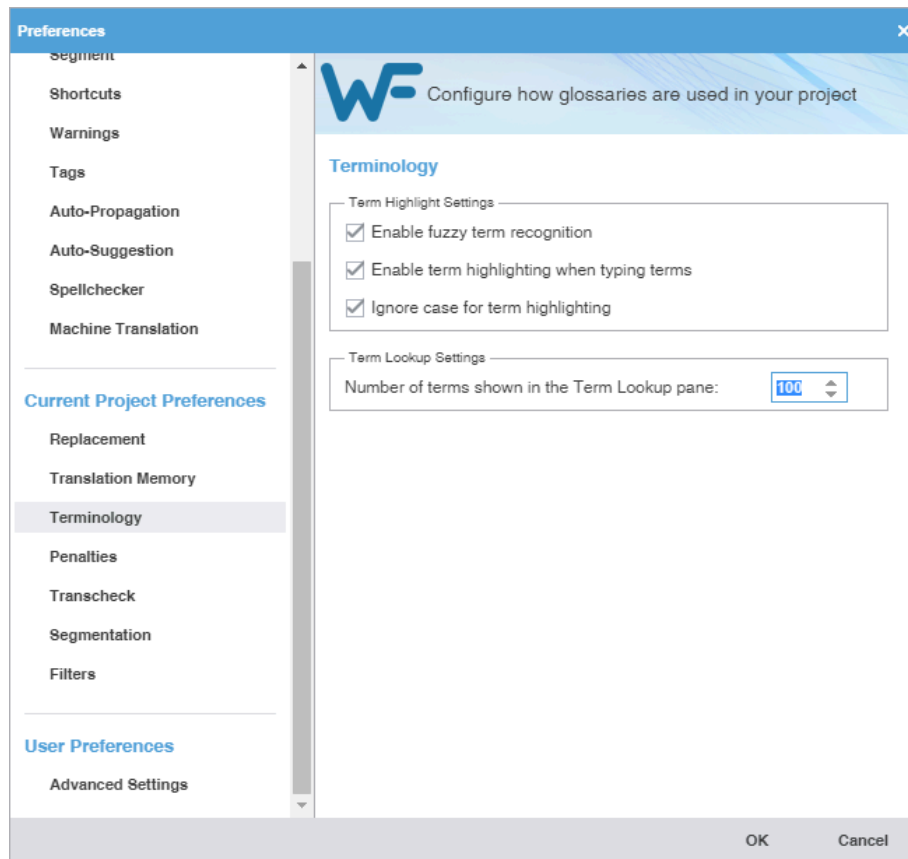 Preferences
Segment
Shortcuts
Warnings
Tags
Auto-Propagation
Auto-Suggestion
Spellchecker
Machine Translation
Current Project Preferences
Replacement
Translation Memory
Terminology
Penalties
Transcheck
Segmentation
Filters
User Preferences
Advanced Settings
WF
Configure how glossaries are used in your project
Terminology
Term Highlight Settings
Enable fuzzy term recognition
Enable term highlighting when typing terms
Ignore case for term highlighting
Term Lookup Settings
Number of terms shown in the Term Lookup pane: 100
OK Cancel